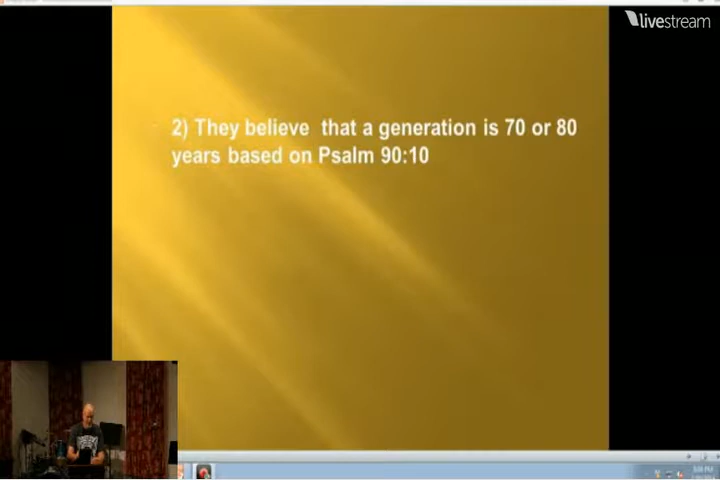 livestream
2) They believe that a generation is 70 or 80
years based on Psalm 90:10